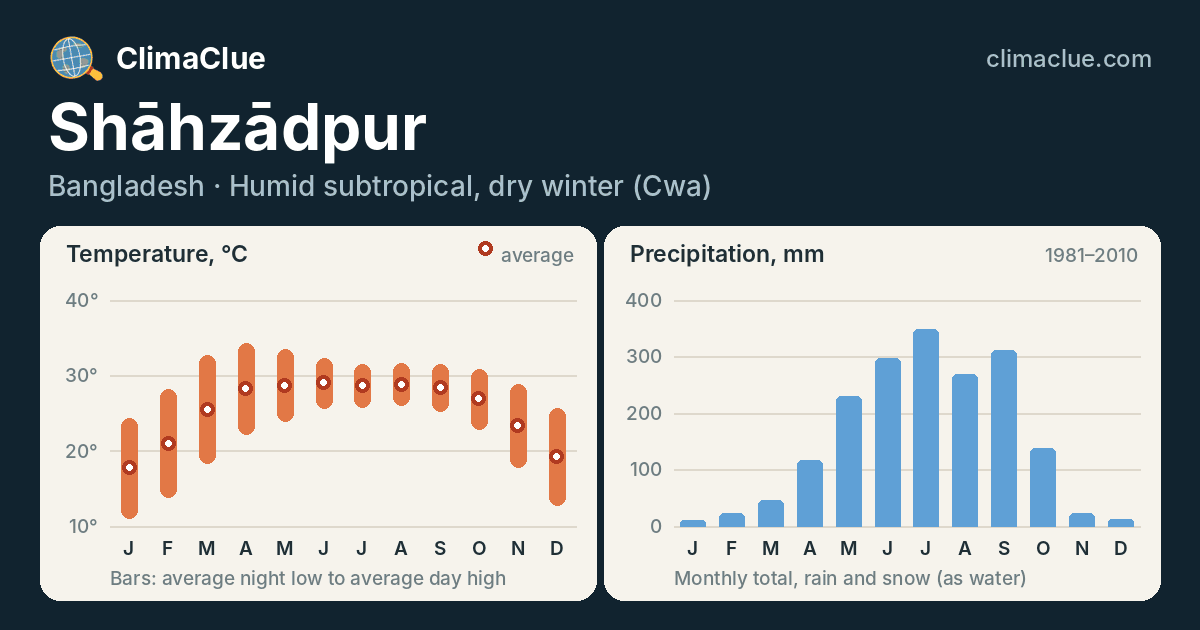 ClimaClue
climaclue.com
Shāhzādpur
Bangladesh · Humid subtropical, dry winter (Cwa)
Temperature, °C
average
40°
30°
20°
10°
J F M A M J J A S O N D
Bars: average night low to average day high
Precipitation, mm
1981–2010
400
300
200
100
0
J F M A M J J A S O N D
Monthly total, rain and snow (as water)